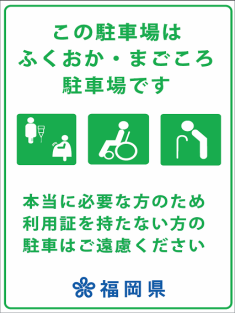 この駐車場は
ふくおか・まごころ
駐車場です
本当に必要な方のため
利用証を持たない方の
駐車はご遠慮ください
福岡県